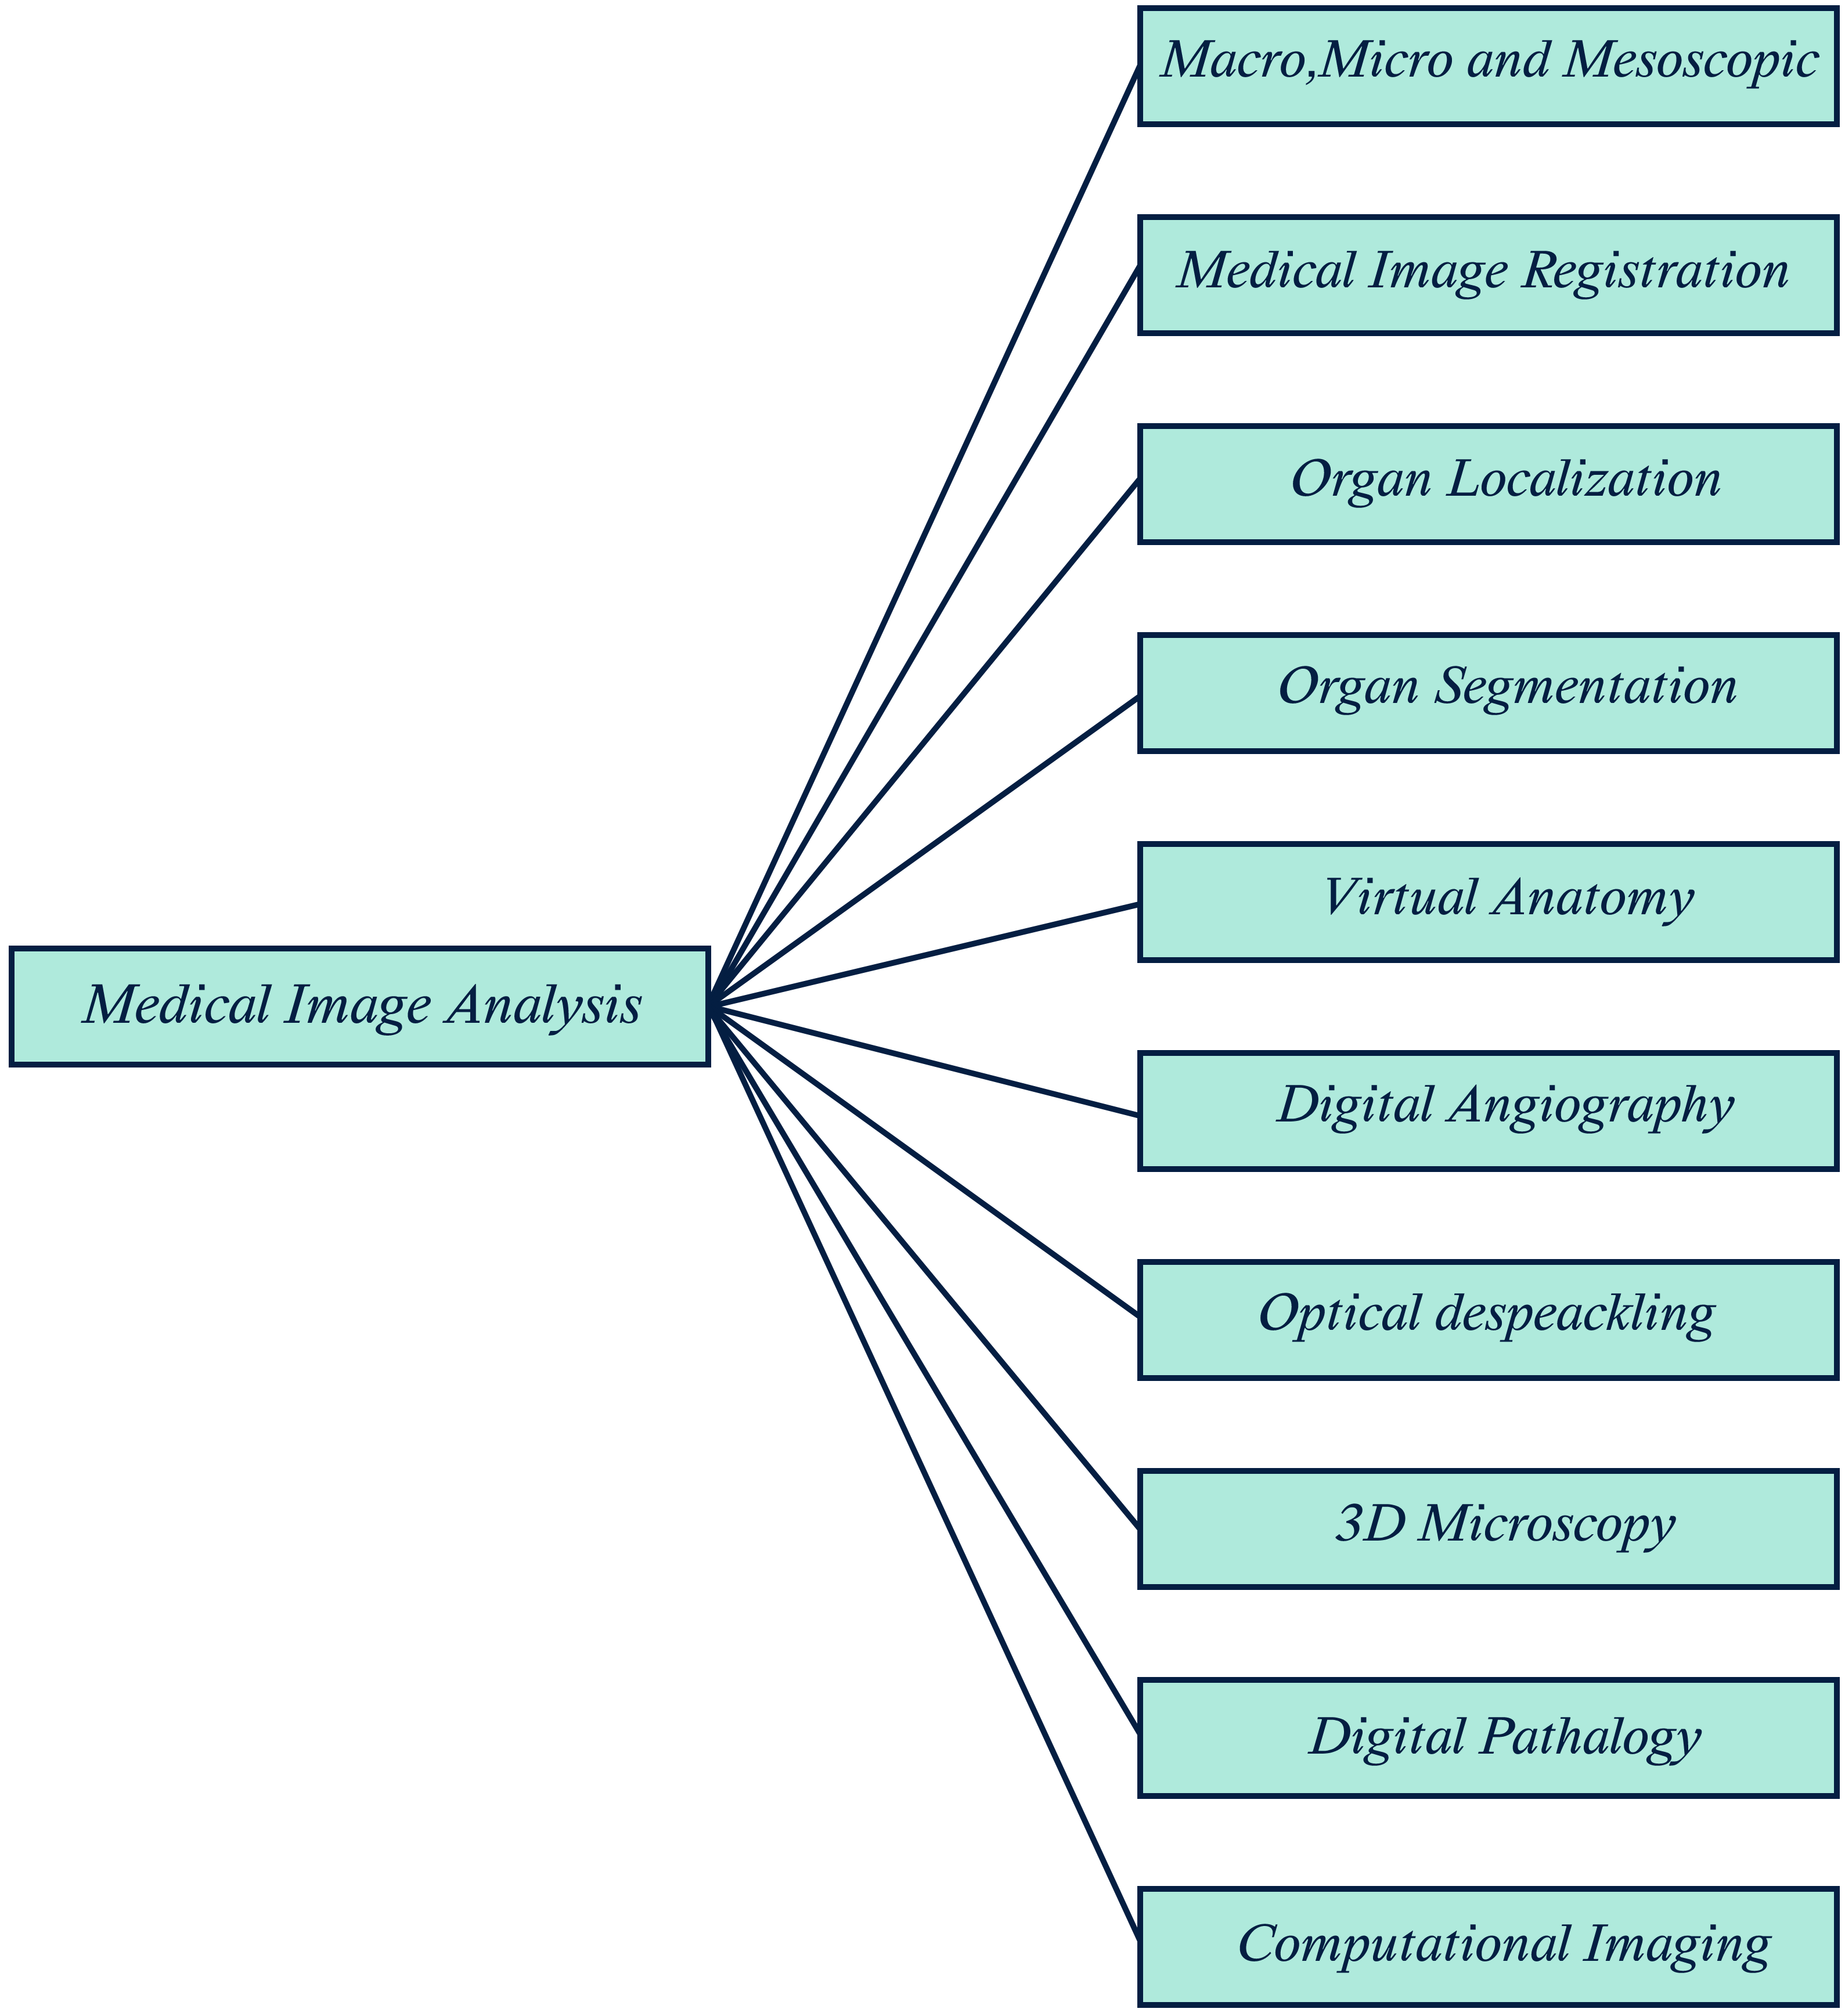 Macro,Micro and Mesoscopic
Medical Image Registration
Organ Localization
Organ Segmentation
Virtual Anatomy
Medical Image Analysis
Digital Angiography
Optical despeackling
3D Microscopy
Digital Pathalogy
Computational Imaging